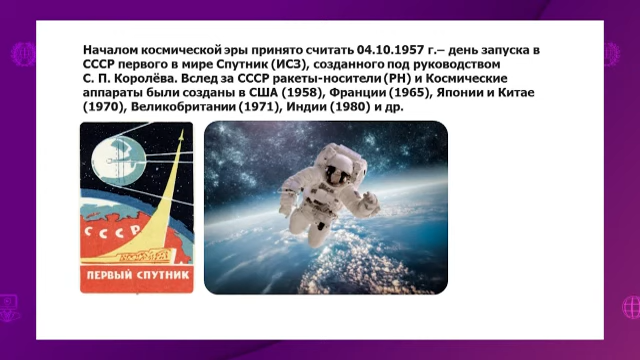 Началом космической эры принято считать 04.10.1957 г.– день запуска в
СССР первого в мире Спутник (ИСЗ), созданного под руководством
С. П. Королёва. Вслед за СССР ракеты-носители (РН) и Космические
аппараты были созданы в США (1958), Франции (1965), Японии и Китае
(1970), Великобритании (1971), Индии (1980) и др.
СССР
ПЕРВЫЙ СПУТНИК